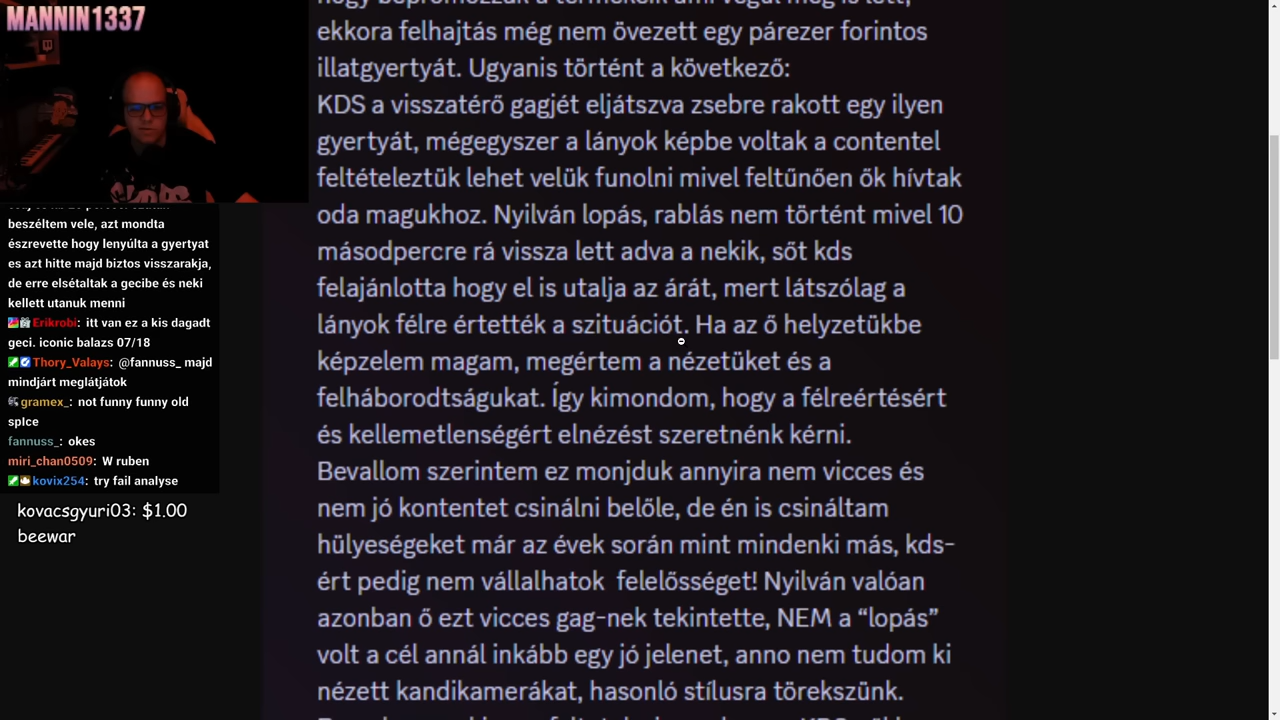 MANNIN1337
beszéltem vele, azt mondta
észrevette hogy lenyúlta a gyertyat
es azt hitte majd biztos visszarakja,
de erre elsétaltak a gecibe és neki
kellett utanuk menni
Erikrobi: itt van ez a kis dagadt
geci. iconic balazs 07/18
Thory_Valays: @fannuss_ majd
mindjárt meglátjátok
gramex_: not funny funny old
spIce
fannuss_: okes
miri_chan0509: W ruben
kovix254: try fail analyse
kovacsgyuri03: $1.00
beewar
ekkora felhajtás még nem övezett egy párezer forintos
illatgyertyát. Ugyanis történt a következő:
KDS a visszatérő gagjét eljátszva zsebre rakott egy ilyen
gyertyát, mégegyszer a lányok képbe voltak a contentel
feltételeztük lehet velük funolni mivel feltűnően ők hívtak
oda magukhoz. Nyilván lopás, rablás nem történt mivel 10
másodpercre rá vissza lett adva a nekik, sőt kds
felajánlotta hogy el is utalja az árát, mert látszólag a
lányok félre értették a szituációt. Ha az ő helyzetükbe
képzelem magam, megértem a nézetüket és a
felháborodtságukat. Így kimondom, hogy a félreértésért
és kellemetlenségért elnézést szeretnénk kérni.
Bevallom szerintem ez monjduk annyira nem vicces és
nem jó kontentet csinálni belőle, de én is csináltam
hülyeségeket már az évek során mint mindenki más, kds-
ért pedig nem vállalhatok felelősséget! Nyilván valóan
azonban ő ezt vicces gag-nek tekintette, NEM a “lopás”
volt a cél annál inkább egy jó jelenet, anno nem tudom ki
nézett kandikamerákat, hasonló stílusra törekszünk.